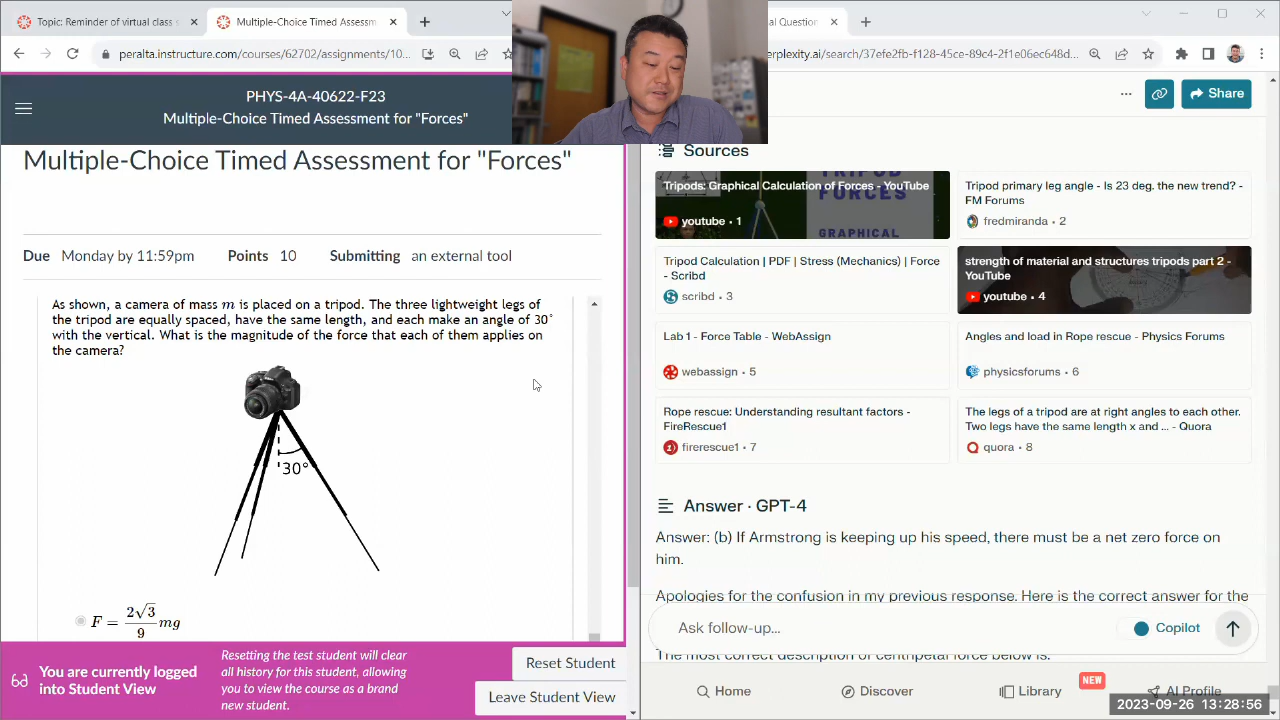 Topic: Reminder of virtual class s
Multiple-Choice Timed Assessm
al Question
peralta.instructure.com/courses/62702/assignments/10...
erplexity.ai/search/37efe2fb-f128-45ce-89c4-2f1e06ec648d...
PHYS-4A-40622-F23
Multiple-Choice Timed Assessment for "Forces"
Multiple-Choice Timed Assessment for "Forces"
Due Monday by 11:59pm Points 10 Submitting an external tool
As shown, a camera of mass m is placed on a tripod. The three lightweight legs of
the tripod are equally spaced, have the same length, and each make an angle of 30°
with the vertical. What is the magnitude of the force that each of them applies on
the camera?
30°
F = 2√3/9 mg
You are currently logged
into Student View
Resetting the test student will clear
all history for this student, allowing
you to view the course as a brand
new student.
Reset Student
Leave Student View
Share
Sources
TRIPOD
FORCES
GRAPHICAL
Tripods: Graphical Calculation of Forces - YouTube
youtube • 1
Tripod primary leg angle - Is 23 deg. the new trend? -
FM Forums
fredmiranda • 2
Tripod Calculation | PDF | Stress (Mechanics) | Force
- Scribd
scribd • 3
strength of material and structures tripods part 2 -
YouTube
youtube • 4
Lab 1 - Force Table - WebAssign
webassign • 5
Angles and load in Rope rescue - Physics Forums
physicsforums • 6
Rope rescue: Understanding resultant factors -
FireRescue1
firerescue1 • 7
The legs of a tripod are at right angles to each other.
Two legs have the same length x and ... - Quora
quora • 8
Answer · GPT-4
Answer: (b) If Armstrong is keeping up his speed, there must be a net zero force on
him.
Apologies for the confusion in my previous response. Here is the correct answer for the
Ask follow-up...
Copilot
The most correct description of centripetal force below is:
Home
Discover
Library
NEW
AI Profile
2023-09-26 13:28:56